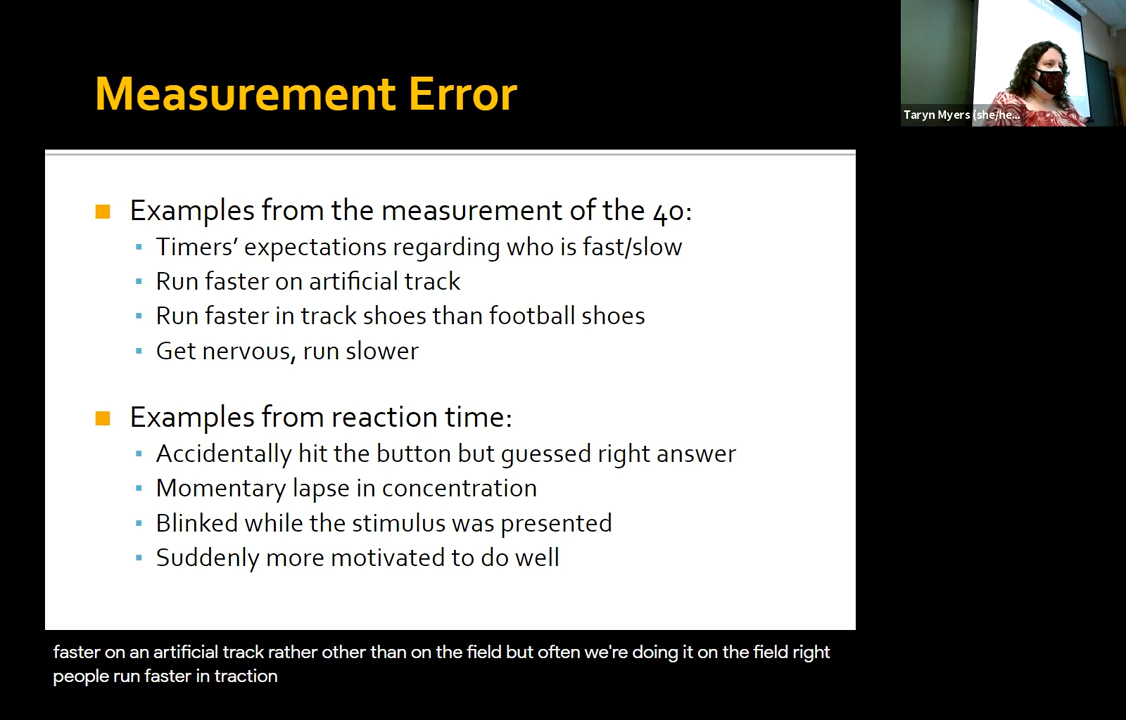 Measurement Error
Taryn Myers (she/he...
Examples from the measurement of the 40:
Timers' expectations regarding who is fast/slow
Run faster on artificial track
Run faster in track shoes than football shoes
Get nervous, run slower
Examples from reaction time:
Accidentally hit the button but guessed right answer
Momentary lapse in concentration
Blinked while the stimulus was presented
Suddenly more motivated to do well
faster on an artificial track rather other than on the field but often we're doing it on the field right
people run faster in traction